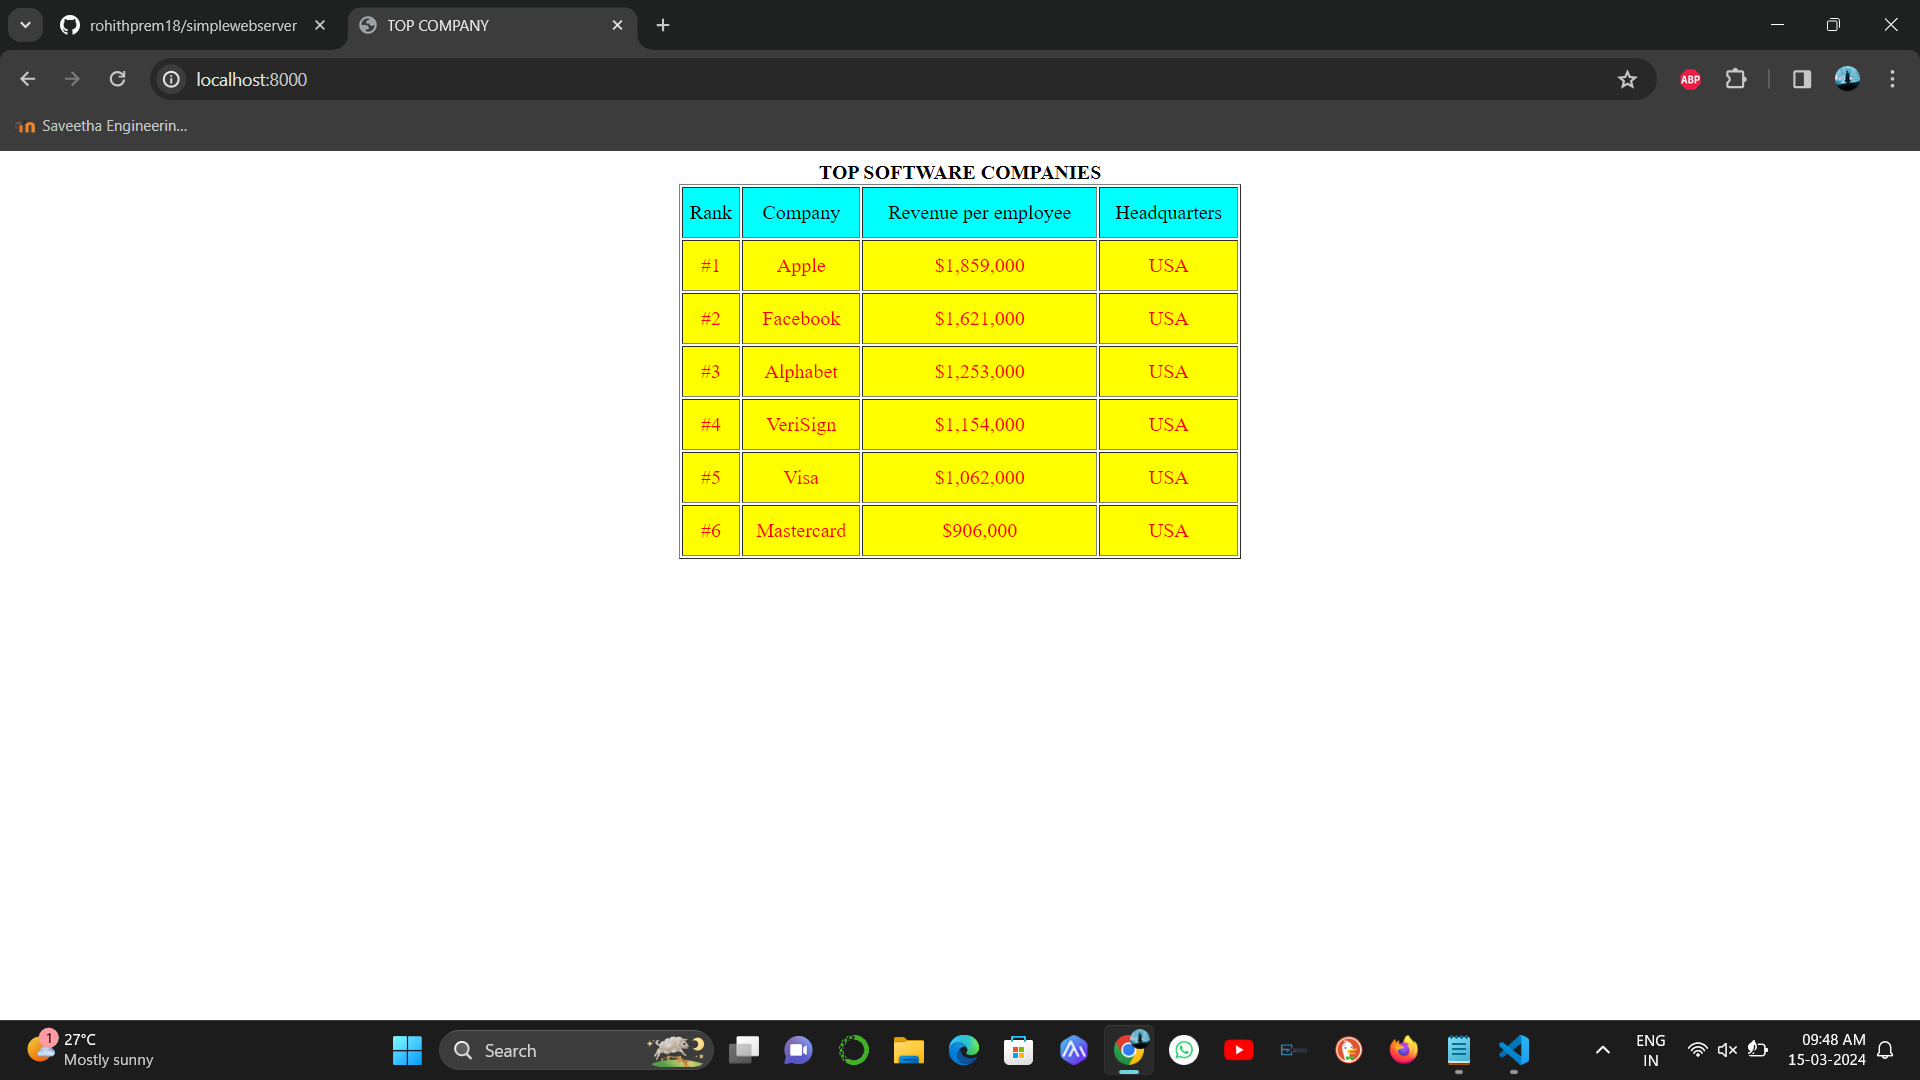 rohithprem18/simplewebserver
TOP COMPANY
localhost:8000
ABP
Saveetha Engineerin...
TOP SOFTWARE COMPANIES
Rank Company Revenue per employee Headquarters
#1 Apple $1,859,000 USA
#2 Facebook $1,621,000 USA
#3 Alphabet $1,253,000 USA
#4 VeriSign $1,154,000 USA
#5 Visa $1,062,000 USA
#6 Mastercard $906,000 USA
1
27°C
Mostly sunny
Search
ENG
IN
09:48 AM
15-03-2024